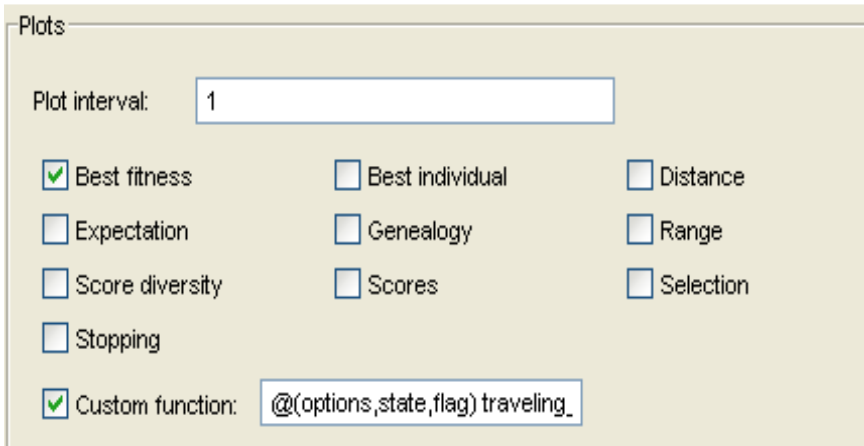 Plots
Plot interval: 1
Best fitness Best individual Distance
Expectation Genealogy Range
Score diversity Scores Selection
Stopping
Custom function: @(options,state,flag) traveling_